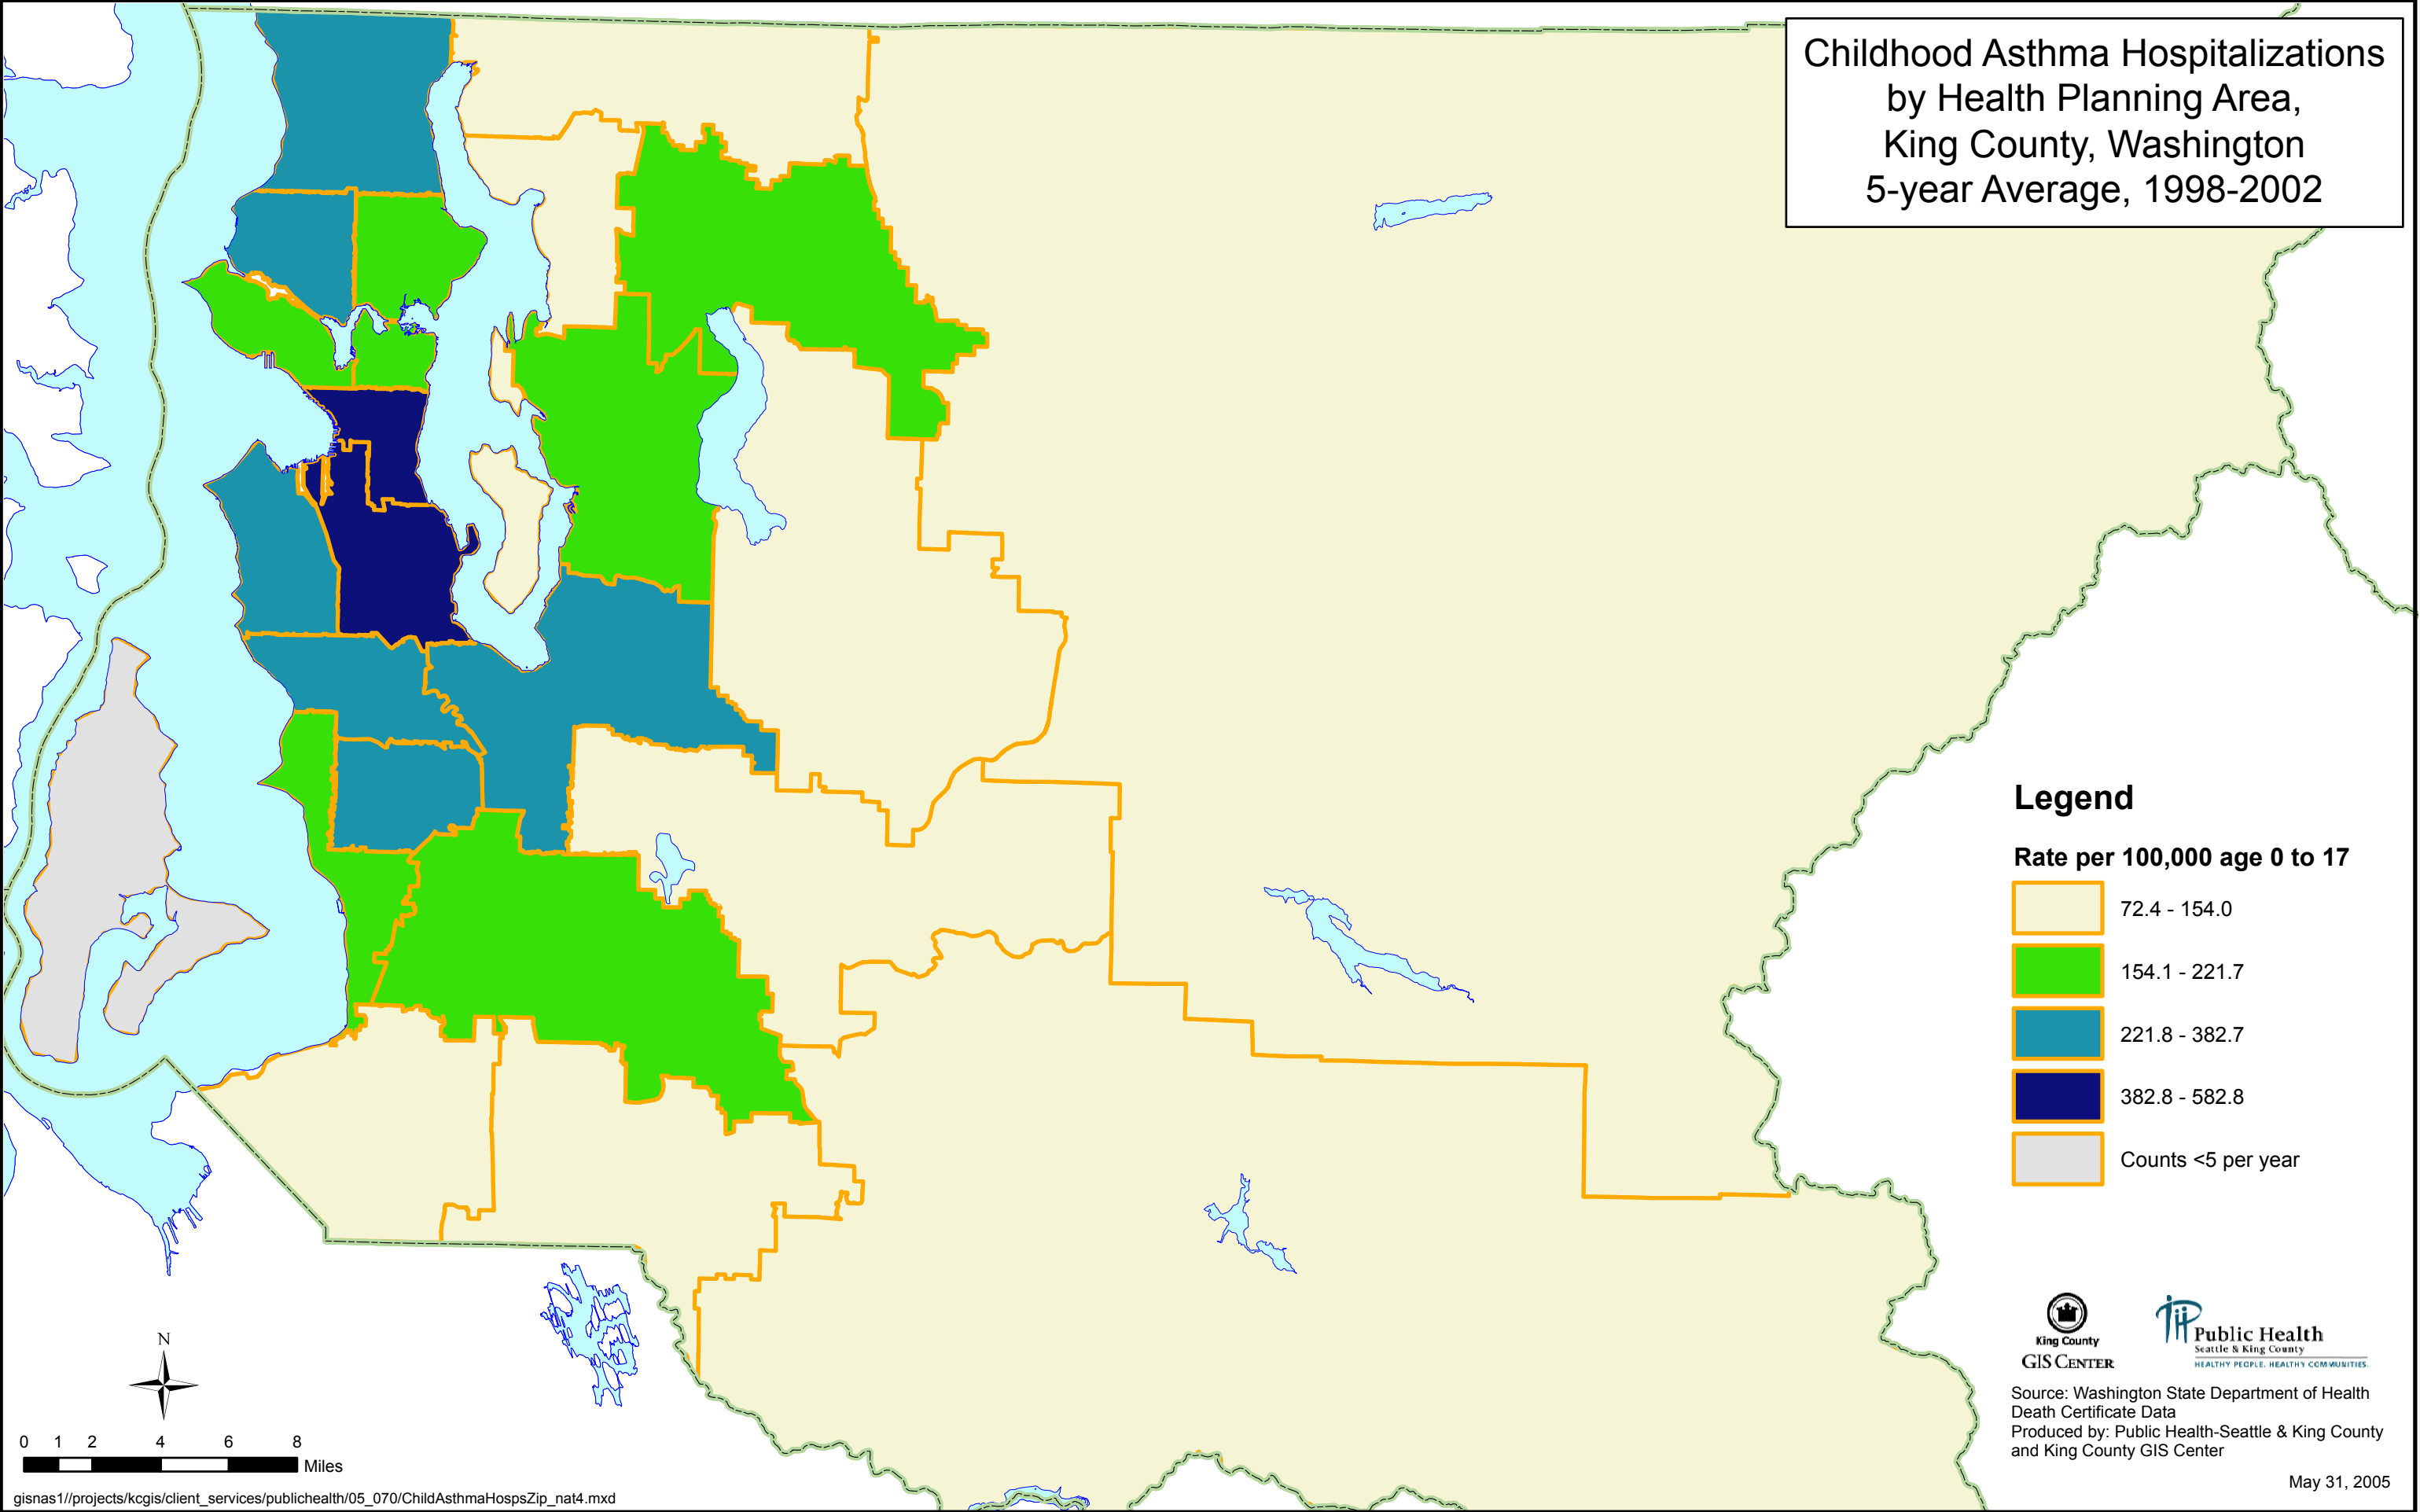 Childhood Asthma Hospitalizations
by Health Planning Area,
King County, Washington
5-year Average, 1998-2002
Legend
Rate per 100,000 age 0 to 17
72.4 - 154.0
154.1 - 221.7
221.8 - 382.7
382.8 - 582.8
Counts <5 per year
King County
GIS CENTER
Public Health
Seattle & King County
HEALTHY PEOPLE. HEALTHY COMMUNITIES.
Source: Washington State Department of Health
Death Certificate Data
Produced by: Public Health-Seattle & King County
and King County GIS Center
May 31, 2005
N
0 1 2 4 6 8
Miles
gisnas1//projects/kcgis/client_services/publichealth/05_070/ChildAsthmaHospsZip_nat4.mxd